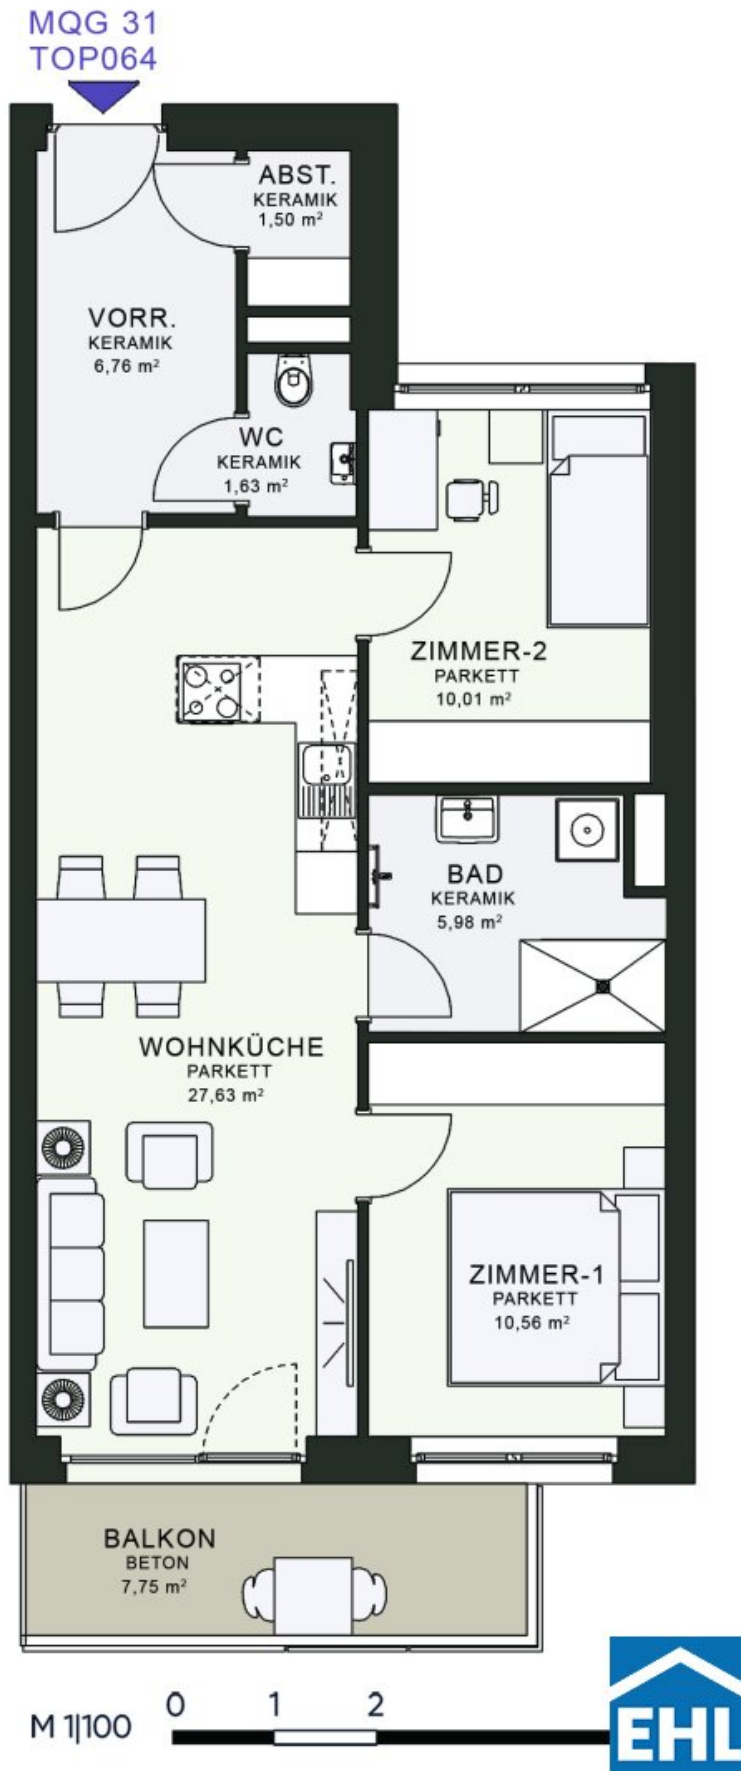 MQG 31
TOP064
ABST.
KERAMIK
1,50 m²
VORR.
KERAMIK
6,76 m²
WC
KERAMIK
1,63 m²
ZIMMER-2
PARKETT
10,01 m²
BAD
KERAMIK
5,98 m²
WOHNKÜCHE
PARKETT
27,63 m²
ZIMMER-1
PARKETT
10,56 m²
BALKON
BETON
7,75 m²
M 1|100
0 1 2
EHL